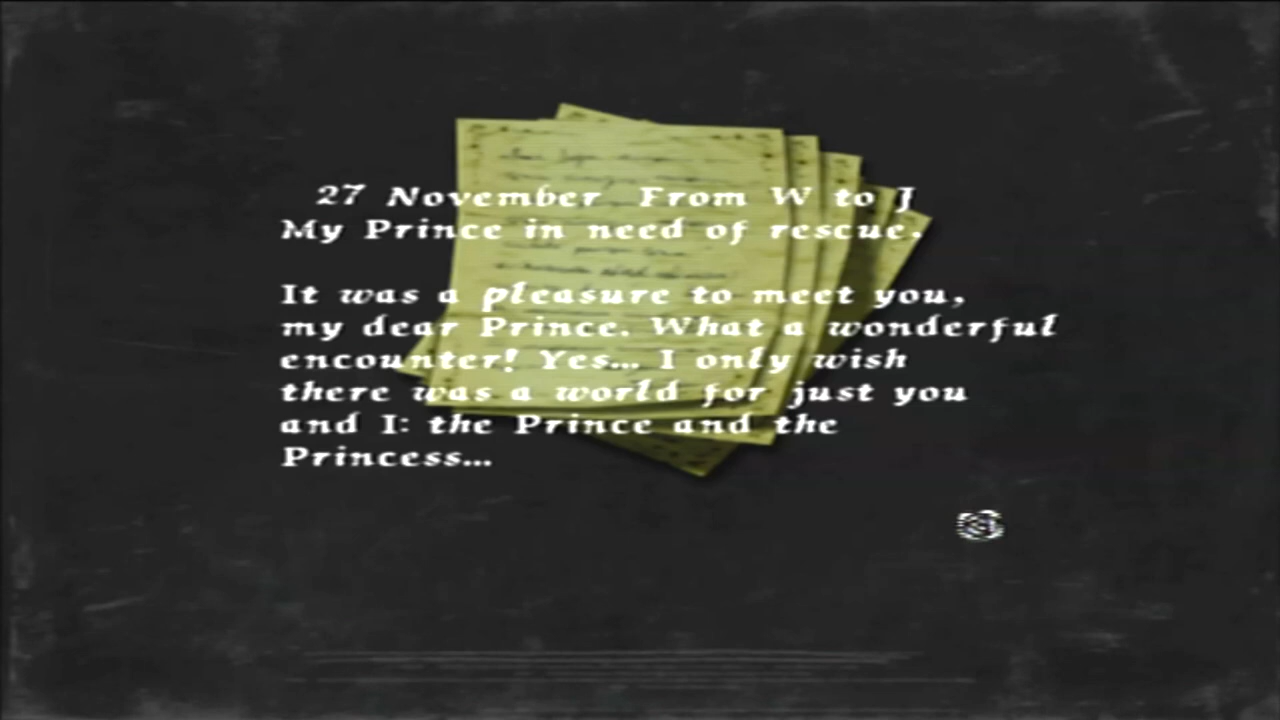 27 November From W to J
My Prince in need of rescue,
It was a pleasure to meet you,
my dear Prince. What a wonderful
encounter! Yes... I only wish
there was a world for just you
and I: the Prince and the
Princess...